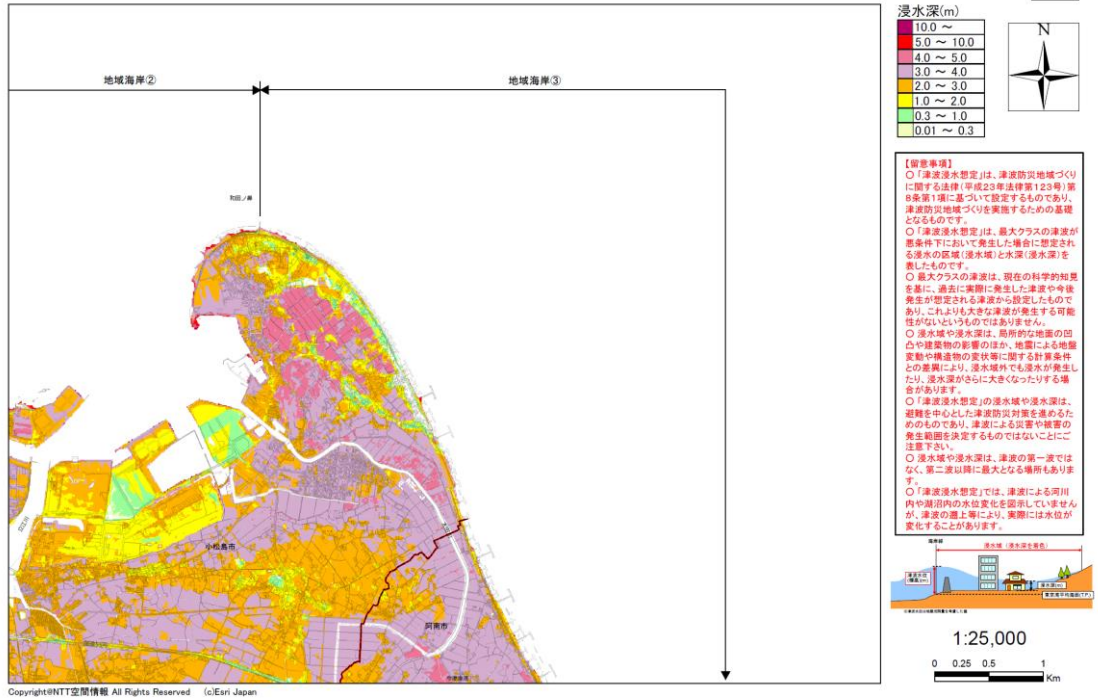 浸水深(m)
10.0 ～
5.0 ～ 10.0
4.0 ～ 5.0
3.0 ～ 4.0
2.0 ～ 3.0
1.0 ～ 2.0
0.3 ～ 1.0
0.01 ～ 0.3
N
地域海岸②
地域海岸③
和田ノ鼻
小松島市
阿南市
【留意事項】
○「津波浸水想定」は、津波防災地域づくり
に関する法律(平成23年法律第123号)第
8条第1項に基づいて設定するものであり、
津波防災地域づくりを実施するための基礎
となるものです。
○「津波浸水想定」は、最大クラスの津波が
悪条件下において発生した場合に想定され
る浸水の区域(浸水域)と水深(浸水深)を
表したものです。
○ 最大クラスの津波は、現在の科学的知見
を基に、過去に実際に発生した津波や今後
発生が想定される津波から設定したもので
あり、これよりも大きな津波が発生する可能
性がないというものではありません。
○ 浸水域や浸水深は、局所的な地面の凹
凸や建築物の影響のほか、地震による地盤
変動や構造物の変状等に関する計算条件
との差異により、浸水域外でも浸水が発生し
たり、浸水深がさらに大きくなったりする場
合があります。
○「津波浸水想定」の浸水域や浸水深は、
避難を中心とした津波防災対策を進めるた
めのものであり、津波による災害や被害の
発生範囲を決定するものではないことにご
注意下さい。
○ 浸水域や浸水深は、津波の第一波では
なく、第二波以降に最大となる場所もありま
す。
○「津波浸水想定」では、津波による河川
内や湖沼内の水位変化を図示していません
が、津波の遡上等により、実際には水位が
変化することがあります。
海岸線
浸水域(浸水深を着色)
津波水位
浸水深(m)
東京湾平均海面(T.P.)
1:25,000
0 0.25 0.5 1
Km
Copyright@NTT空間情報 All Rights Reserved (c)Esri Japan